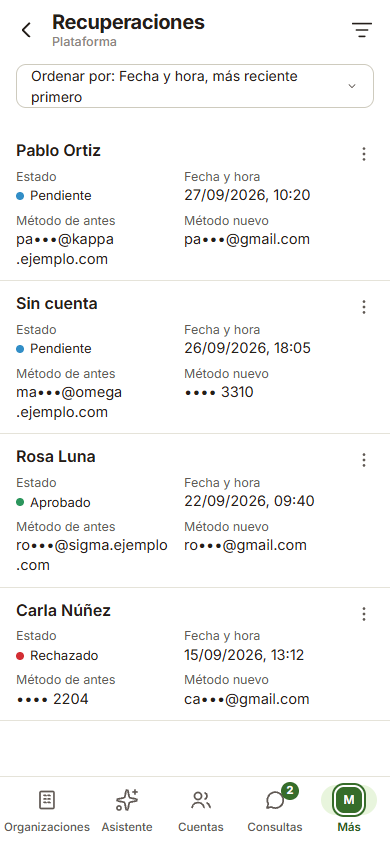 Recuperaciones
Plataforma
Ordenar por: Fecha y hora, más reciente
primero
Pablo Ortiz
Estado
Fecha y hora
Pendiente
27/09/2026, 10:20
Método de antes
Método nuevo
pa•••@kappa
.ejemplo.com
pa•••@gmail.com
Sin cuenta
Estado
Fecha y hora
Pendiente
26/09/2026, 18:05
Método de antes
Método nuevo
ma•••@omega
.ejemplo.com
•••• 3310
Rosa Luna
Estado
Fecha y hora
Aprobado
22/09/2026, 09:40
Método de antes
Método nuevo
ro•••@sigma.ejemplo
.com
ro•••@gmail.com
Carla Núñez
Estado
Fecha y hora
Rechazado
15/09/2026, 13:12
Método de antes
Método nuevo
•••• 2204
ca•••@gmail.com
Organizaciones
Asistente
Cuentas
2
Consultas
M
Más